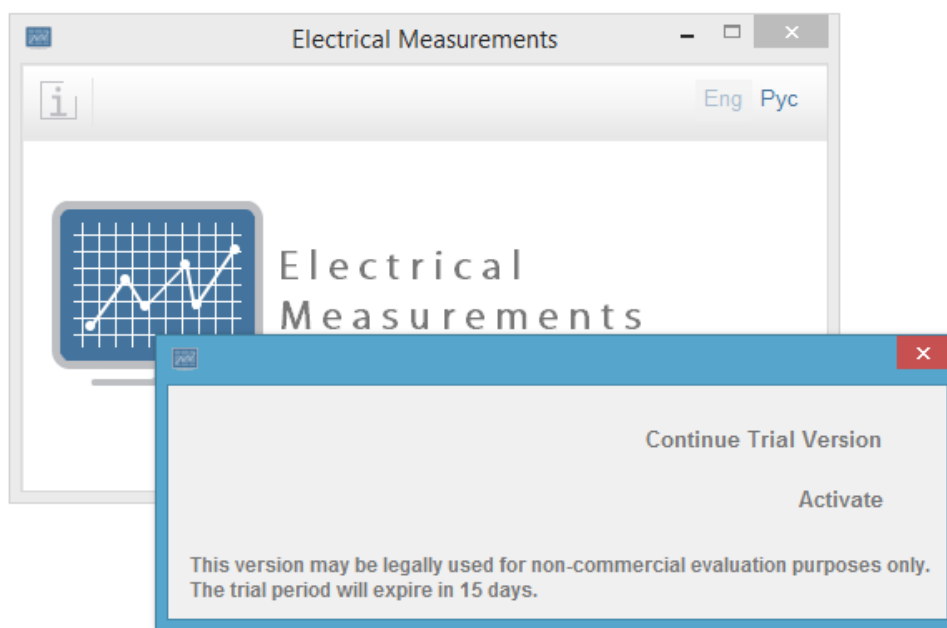 Electrical Measurements
i
Eng Рус
Electrical
Measurements
Continue Trial Version
Activate
This version may be legally used for non-commercial evaluation purposes only.
The trial period will expire in 15 days.